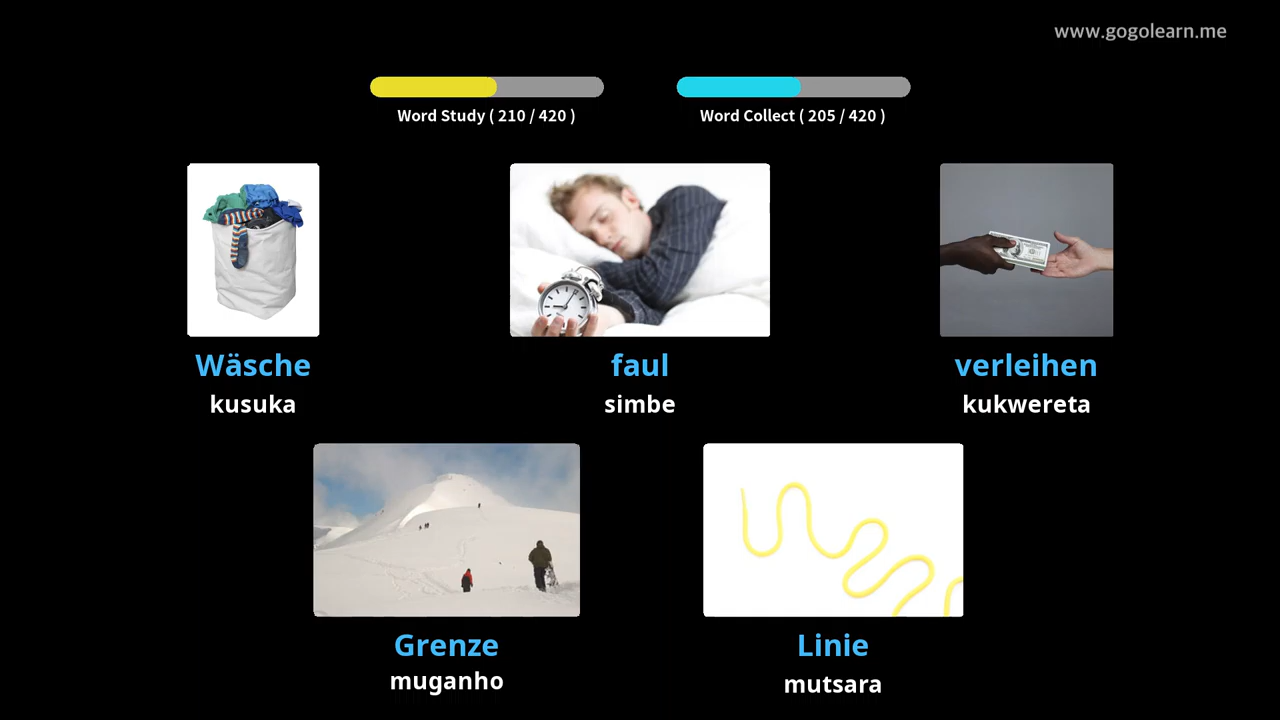 www.gogolearn.me
Word Study ( 210 / 420 )
Word Collect ( 205 / 420 )
Wäsche
kusuka
faul
simbe
verleihen
kukwereta
Grenze
muganho
Linie
mutsara